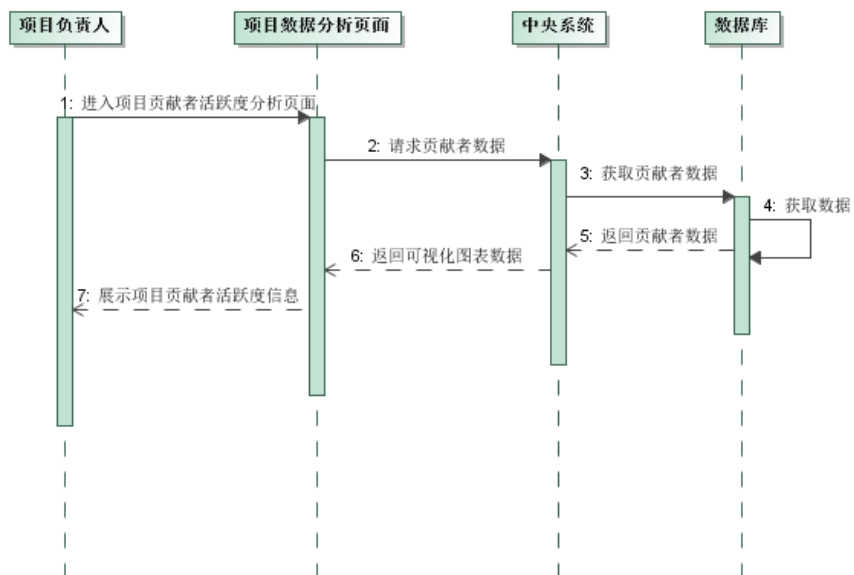 项目负责人
项目数据分析页面
中央系统
数据库
1: 进入项目贡献者活跃度分析页面
2: 请求贡献者数据
3: 获取贡献者数据
4: 获取数据
5: 返回贡献者数据
6: 返回可视化图表数据
7: 展示项目贡献者活跃度信息